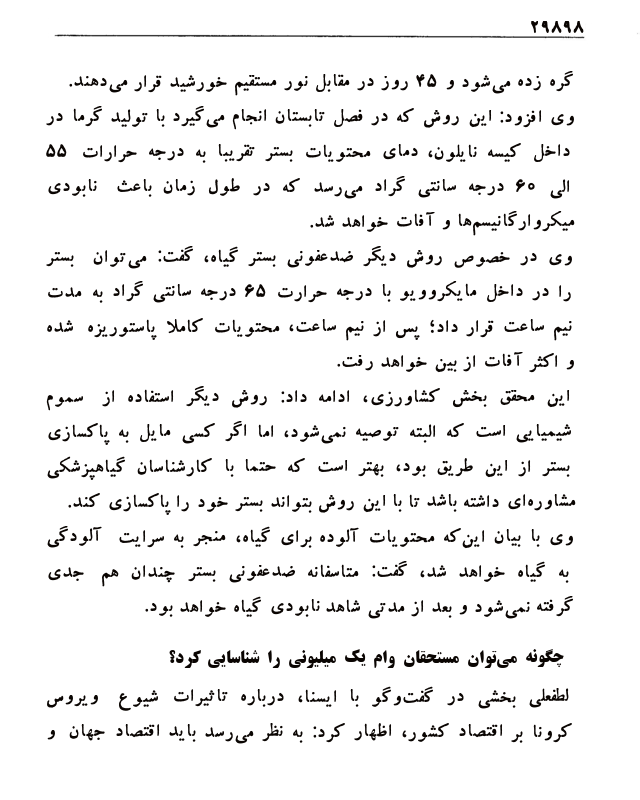 ۲۹۸۹۸
گره زده می‌شود و ۴۵ روز در مقابل نور مستقیم خورشید قرار می‌دهند.
وی افزود: این روش که در فصل تابستان انجام می‌گیرد با تولید گرما در
داخل کیسه نایلون، دمای محتویات بستر تقریبا به درجه حرارات ۵۵
الی ۶۰ درجه سانتی گراد می‌رسد که در طول زمان باعث نابودی
میکروارگانیسم‌ها و آفات خواهد شد.
وی در خصوص روش دیگر ضدعفونی بستر گیاه، گفت: می‌توان بستر
را در داخل مایکروویو با درجه حرارت ۶۵ درجه سانتی گراد به مدت
نیم ساعت قرار داد؛ پس از نیم ساعت، محتویات کاملا پاستوریزه شده
و اکثر آفات از بین خواهد رفت.
این محقق بخش کشاورزی، ادامه داد: روش دیگر استفاده از سموم
شیمیایی است که البته توصیه نمی‌شود، اما اگر کسی مایل به پاکسازی
بستر از این طریق بود، بهتر است که حتما با کارشناسان گیاهپزشکی
مشاوره‌ای داشته باشد تا با این روش بتواند بستر خود را پاکسازی کند.
وی با بیان این‌که محتویات آلوده برای گیاه، منجر به سرایت آلودگی
به گیاه خواهد شد، گفت: متاسفانه ضدعفونی بستر چندان هم جدی
گرفته نمی‌شود و بعد از مدتی شاهد نابودی گیاه خواهد بود.
چگونه می‌توان مستحقان وام یک میلیونی را شناسایی کرد؟
لطفعلی بخشی در گفت‌وگو با ایسنا، درباره تاثیرات شیوع ویروس
کرونا بر اقتصاد کشور، اظهار کرد: به نظر می‌رسد باید اقتصاد جهان و